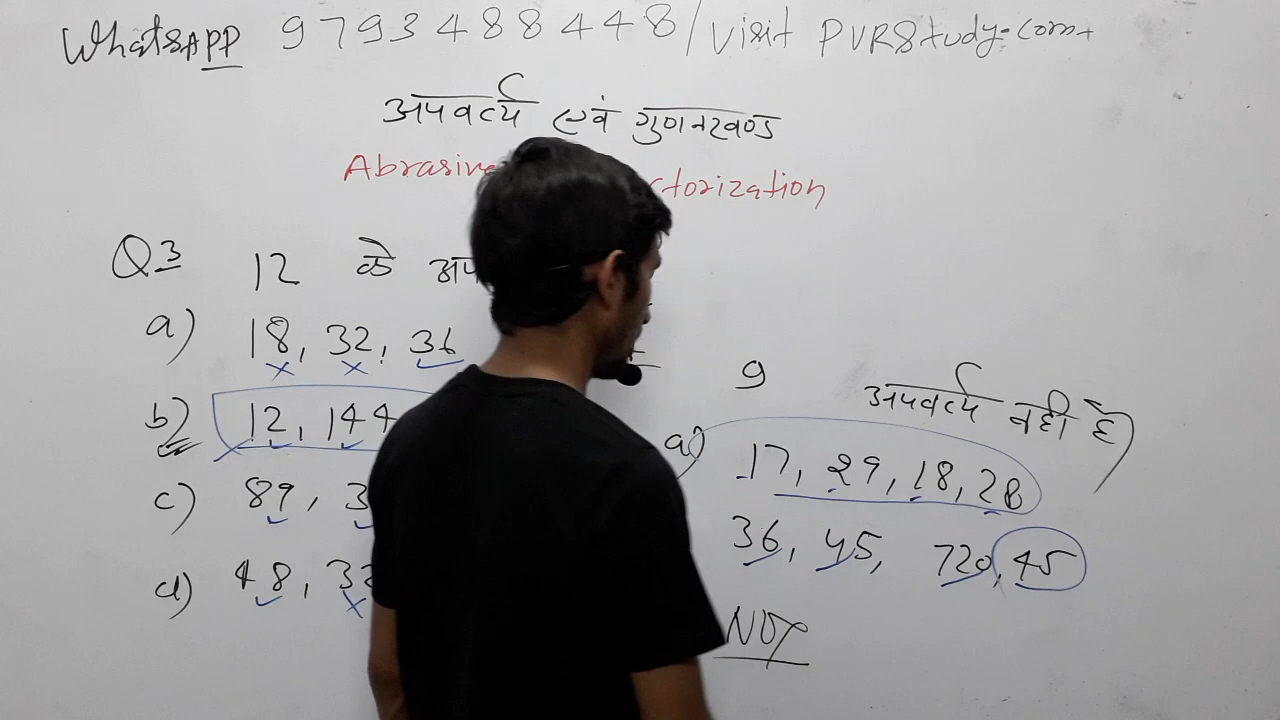 WhatsAPP 9793488448/Visit PVRStudy.com
अपवर्त्य एवं गुणनखण्ड
Abrasive ctorization
Q3 12 के अप
a) 18, 32, 36
b) 12, 144
c) 89, 3
d) 48, 32
9 अपवर्त्य नही है)
a) 17, 29, 18, 28
36, 45, 720, 45
NOT